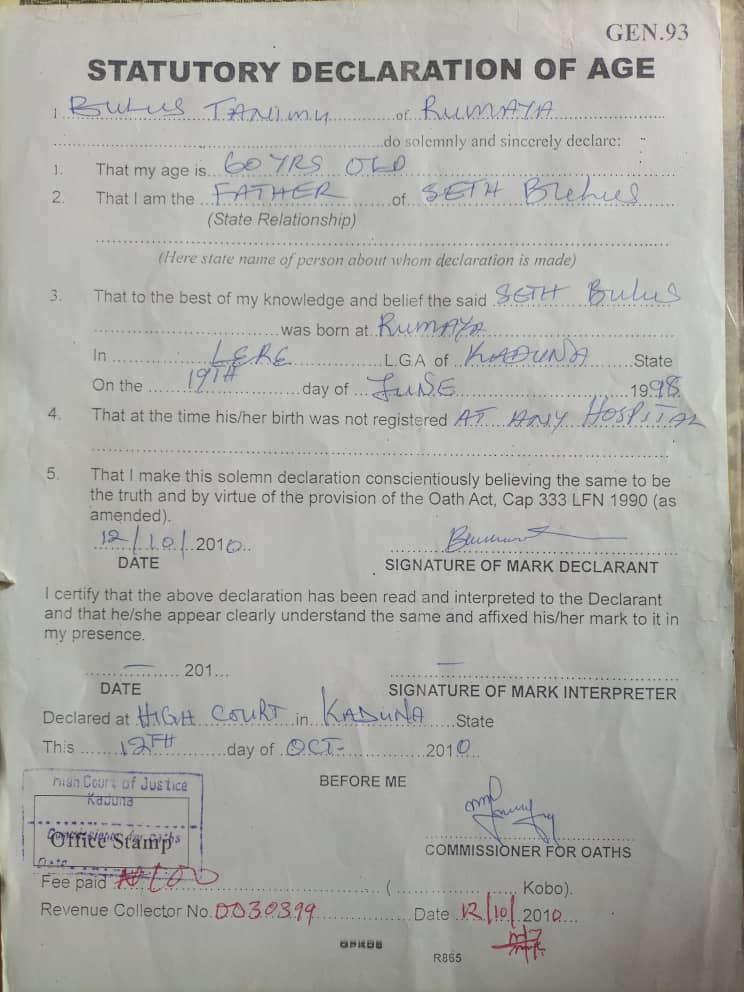 GEN.93
STATUTORY DECLARATION OF AGE
I Bulus TANIMU of RUMAYA
do solemnly and sincerely declare:
1. That my age is 60 YRS OLD
2. That I am the FATHER of SETH Bulus
(State Relationship)
(Here state name of person about whom declaration is made)
3. That to the best of my knowledge and belief the said SETH Bulus
was born at RUMAYA
In LERE L.G.A of KADUNA State
On the 19TH day of JUNE 1998
4. That at the time his/her birth was not registered AT ANY HOSPITAL
5. That I make this solemn declaration conscientiously believing the same to be
the truth and by virtue of the provision of the Oath Act, Cap 333 LFN 1990 (as
amended).
12/10/2010
DATE SIGNATURE OF MARK DECLARANT
I certify that the above declaration has been read and interpreted to the Declarant
and that he/she appear clearly understand the same and affixed his/her mark to it in
my presence.
201...
DATE SIGNATURE OF MARK INTERPRETER
Declared at HIGH COURT in KADUNA State
This 12TH day of OCT- 2010
High Court of Justice
Kaduna
BEFORE ME
Commissioner for Oaths
Office Stamp
Date
COMMISSIONER FOR OATHS
Fee paid ₦100 ( Kobo).
Revenue Collector No. 0030399 Date 12/10/2010
R865